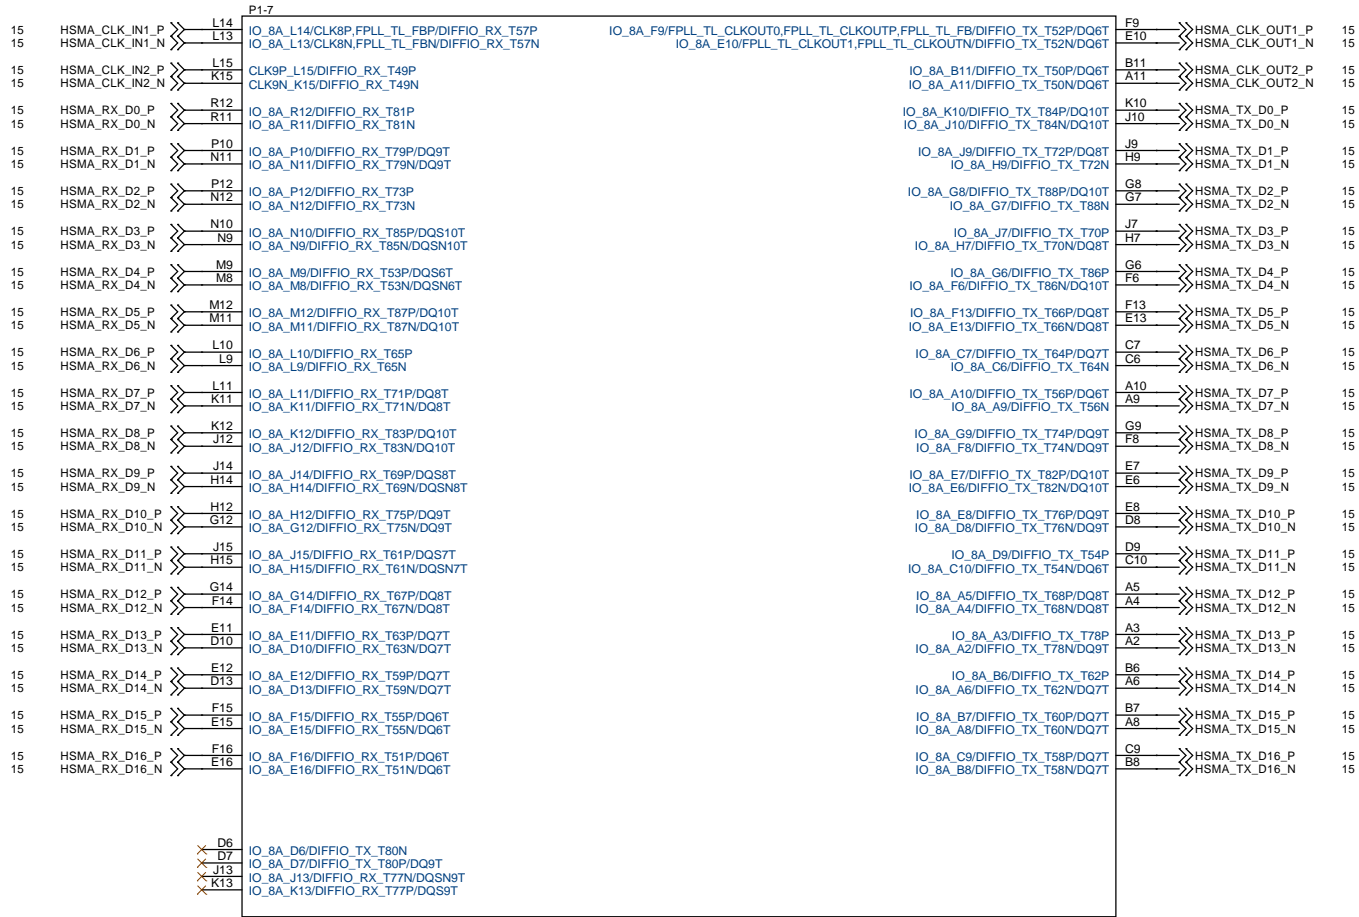 P1-7
15 HSMA_CLK_IN1_P L14 IO_8A_L14/CLK8P,FPLL_TL_FBP/DIFFIO_RX_T57P IO_8A_F9/FPLL_TL_CLKOUT0,FPLL_TL_CLKOUTP,FPLL_TL_FB/DIFFIO_TX_T52P/DQ6T F9 HSMA_CLK_OUT1_P 15
15 HSMA_CLK_IN1_N L13 IO_8A_L13/CLK8N,FPLL_TL_FBN/DIFFIO_RX_T57N IO_8A_E10/FPLL_TL_CLKOUT1,FPLL_TL_CLKOUTN/DIFFIO_TX_T52N/DQ6T E10 HSMA_CLK_OUT1_N 15
15 HSMA_CLK_IN2_P L15 CLK9P_L15/DIFFIO_RX_T49P IO_8A_B11/DIFFIO_TX_T50P/DQ6T B11 HSMA_CLK_OUT2_P 15
15 HSMA_CLK_IN2_N K15 CLK9N_K15/DIFFIO_RX_T49N IO_8A_A11/DIFFIO_TX_T50N/DQ6T A11 HSMA_CLK_OUT2_N 15
15 HSMA_RX_D0_P R12 IO_8A_R12/DIFFIO_RX_T81P IO_8A_K10/DIFFIO_TX_T84P/DQ10T K10 HSMA_TX_D0_P 15
15 HSMA_RX_D0_N R11 IO_8A_R11/DIFFIO_RX_T81N IO_8A_J10/DIFFIO_TX_T84N/DQ10T J10 HSMA_TX_D0_N 15
15 HSMA_RX_D1_P P10 IO_8A_P10/DIFFIO_RX_T79P/DQ9T IO_8A_J9/DIFFIO_TX_T72P/DQ8T J9 HSMA_TX_D1_P 15
15 HSMA_RX_D1_N N11 IO_8A_N11/DIFFIO_RX_T79N/DQ9T IO_8A_H9/DIFFIO_TX_T72N H9 HSMA_TX_D1_N 15
15 HSMA_RX_D2_P P12 IO_8A_P12/DIFFIO_RX_T73P IO_8A_G8/DIFFIO_TX_T88P/DQ10T G8 HSMA_TX_D2_P 15
15 HSMA_RX_D2_N N12 IO_8A_N12/DIFFIO_RX_T73N IO_8A_G7/DIFFIO_TX_T88N G7 HSMA_TX_D2_N 15
15 HSMA_RX_D3_P N10 IO_8A_N10/DIFFIO_RX_T85P/DQS10T IO_8A_J7/DIFFIO_TX_T70P J7 HSMA_TX_D3_P 15
15 HSMA_RX_D3_N N9 IO_8A_N9/DIFFIO_RX_T85N/DQSN10T IO_8A_H7/DIFFIO_TX_T70N/DQ8T H7 HSMA_TX_D3_N 15
15 HSMA_RX_D4_P M9 IO_8A_M9/DIFFIO_RX_T53P/DQS6T IO_8A_G6/DIFFIO_TX_T86P G6 HSMA_TX_D4_P 15
15 HSMA_RX_D4_N M8 IO_8A_M8/DIFFIO_RX_T53N/DQSN6T IO_8A_F6/DIFFIO_TX_T86N/DQ10T F6 HSMA_TX_D4_N 15
15 HSMA_RX_D5_P M12 IO_8A_M12/DIFFIO_RX_T87P/DQ10T IO_8A_F13/DIFFIO_TX_T66P/DQ8T F13 HSMA_TX_D5_P 15
15 HSMA_RX_D5_N M11 IO_8A_M11/DIFFIO_RX_T87N/DQ10T IO_8A_E13/DIFFIO_TX_T66N/DQ8T E13 HSMA_TX_D5_N 15
15 HSMA_RX_D6_P L10 IO_8A_L10/DIFFIO_RX_T65P IO_8A_C7/DIFFIO_TX_T64P/DQ7T C7 HSMA_TX_D6_P 15
15 HSMA_RX_D6_N L9 IO_8A_L9/DIFFIO_RX_T65N IO_8A_C6/DIFFIO_TX_T64N C6 HSMA_TX_D6_N 15
15 HSMA_RX_D7_P L11 IO_8A_L11/DIFFIO_RX_T71P/DQ8T IO_8A_A10/DIFFIO_TX_T56P/DQ6T A10 HSMA_TX_D7_P 15
15 HSMA_RX_D7_N K11 IO_8A_K11/DIFFIO_RX_T71N/DQ8T IO_8A_A9/DIFFIO_TX_T56N A9 HSMA_TX_D7_N 15
15 HSMA_RX_D8_P K12 IO_8A_K12/DIFFIO_RX_T83P/DQ10T IO_8A_G9/DIFFIO_TX_T74P/DQ9T G9 HSMA_TX_D8_P 15
15 HSMA_RX_D8_N J12 IO_8A_J12/DIFFIO_RX_T83N/DQ10T IO_8A_F8/DIFFIO_TX_T74N/DQ9T F8 HSMA_TX_D8_N 15
15 HSMA_RX_D9_P J14 IO_8A_J14/DIFFIO_RX_T69P/DQS8T IO_8A_E7/DIFFIO_TX_T82P/DQ10T E7 HSMA_TX_D9_P 15
15 HSMA_RX_D9_N H14 IO_8A_H14/DIFFIO_RX_T69N/DQSN8T IO_8A_E6/DIFFIO_TX_T82N/DQ10T E6 HSMA_TX_D9_N 15
15 HSMA_RX_D10_P H12 IO_8A_H12/DIFFIO_RX_T75P/DQ9T IO_8A_E8/DIFFIO_TX_T76P/DQ9T E8 HSMA_TX_D10_P 15
15 HSMA_RX_D10_N G12 IO_8A_G12/DIFFIO_RX_T75N/DQ9T IO_8A_D8/DIFFIO_TX_T76N/DQ9T D8 HSMA_TX_D10_N 15
15 HSMA_RX_D11_P J15 IO_8A_J15/DIFFIO_RX_T61P/DQS7T IO_8A_D9/DIFFIO_TX_T54P D9 HSMA_TX_D11_P 15
15 HSMA_RX_D11_N H15 IO_8A_H15/DIFFIO_RX_T61N/DQSN7T IO_8A_C10/DIFFIO_TX_T54N/DQ6T C10 HSMA_TX_D11_N 15
15 HSMA_RX_D12_P G14 IO_8A_G14/DIFFIO_RX_T67P/DQ8T IO_8A_A5/DIFFIO_TX_T68P/DQ8T A5 HSMA_TX_D12_P 15
15 HSMA_RX_D12_N F14 IO_8A_F14/DIFFIO_RX_T67N/DQ8T IO_8A_A4/DIFFIO_TX_T68N/DQ8T A4 HSMA_TX_D12_N 15
15 HSMA_RX_D13_P E11 IO_8A_E11/DIFFIO_RX_T63P/DQ7T IO_8A_A3/DIFFIO_TX_T78P A3 HSMA_TX_D13_P 15
15 HSMA_RX_D13_N D10 IO_8A_D10/DIFFIO_RX_T63N/DQ7T IO_8A_A2/DIFFIO_TX_T78N/DQ9T A2 HSMA_TX_D13_N 15
15 HSMA_RX_D14_P E12 IO_8A_E12/DIFFIO_RX_T59P/DQ7T IO_8A_B6/DIFFIO_TX_T62P B6 HSMA_TX_D14_P 15
15 HSMA_RX_D14_N D13 IO_8A_D13/DIFFIO_RX_T59N/DQ7T IO_8A_A6/DIFFIO_TX_T62N/DQ7T A6 HSMA_TX_D14_N 15
15 HSMA_RX_D15_P F15 IO_8A_F15/DIFFIO_RX_T55P/DQ6T IO_8A_B7/DIFFIO_TX_T60P/DQ7T B7 HSMA_TX_D15_P 15
15 HSMA_RX_D15_N E15 IO_8A_E15/DIFFIO_RX_T55N/DQ6T IO_8A_A8/DIFFIO_TX_T60N/DQ7T A8 HSMA_TX_D15_N 15
15 HSMA_RX_D16_P F16 IO_8A_F16/DIFFIO_RX_T51P/DQ6T IO_8A_C9/DIFFIO_TX_T58P/DQ7T C9 HSMA_TX_D16_P 15
15 HSMA_RX_D16_N E16 IO_8A_E16/DIFFIO_RX_T51N/DQ6T IO_8A_B8/DIFFIO_TX_T58N/DQ7T B8 HSMA_TX_D16_N 15
D6 IO_8A_D6/DIFFIO_TX_T80N
D7 IO_8A_D7/DIFFIO_TX_T80P/DQ9T
J13 IO_8A_J13/DIFFIO_RX_T77N/DQSN9T
K13 IO_8A_K13/DIFFIO_RX_T77P/DQS9T